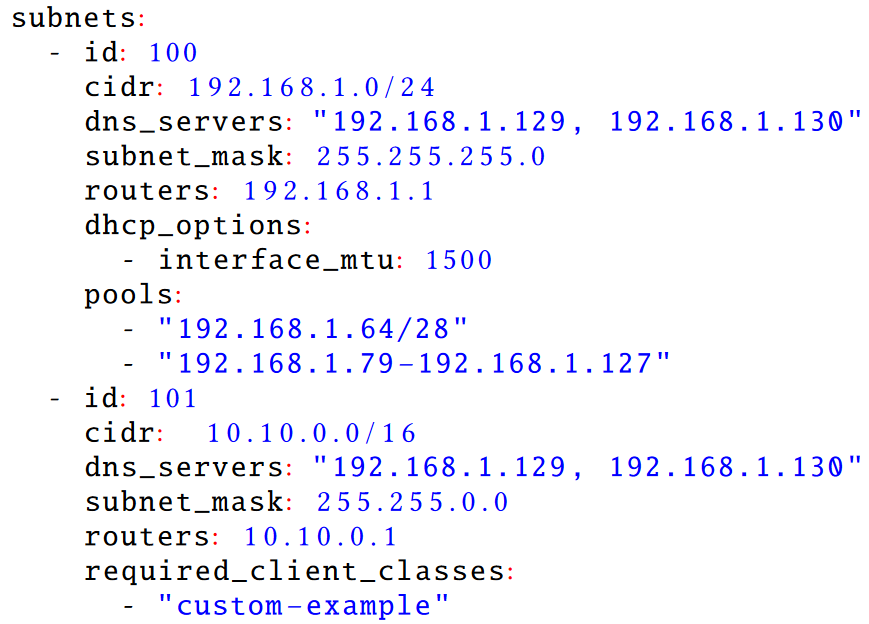 subnets:
  - id: 100
    cidr: 192.168.1.0/24
    dns_servers: "192.168.1.129, 192.168.1.130"
    subnet_mask: 255.255.255.0
    routers: 192.168.1.1
    dhcp_options:
      - interface_mtu: 1500
    pools:
      - "192.168.1.64/28"
      - "192.168.1.79-192.168.1.127"
  - id: 101
    cidr:  10.10.0.0/16
    dns_servers: "192.168.1.129, 192.168.1.130"
    subnet_mask: 255.255.0.0
    routers: 10.10.0.1
    required_client_classes:
      - "custom-example"